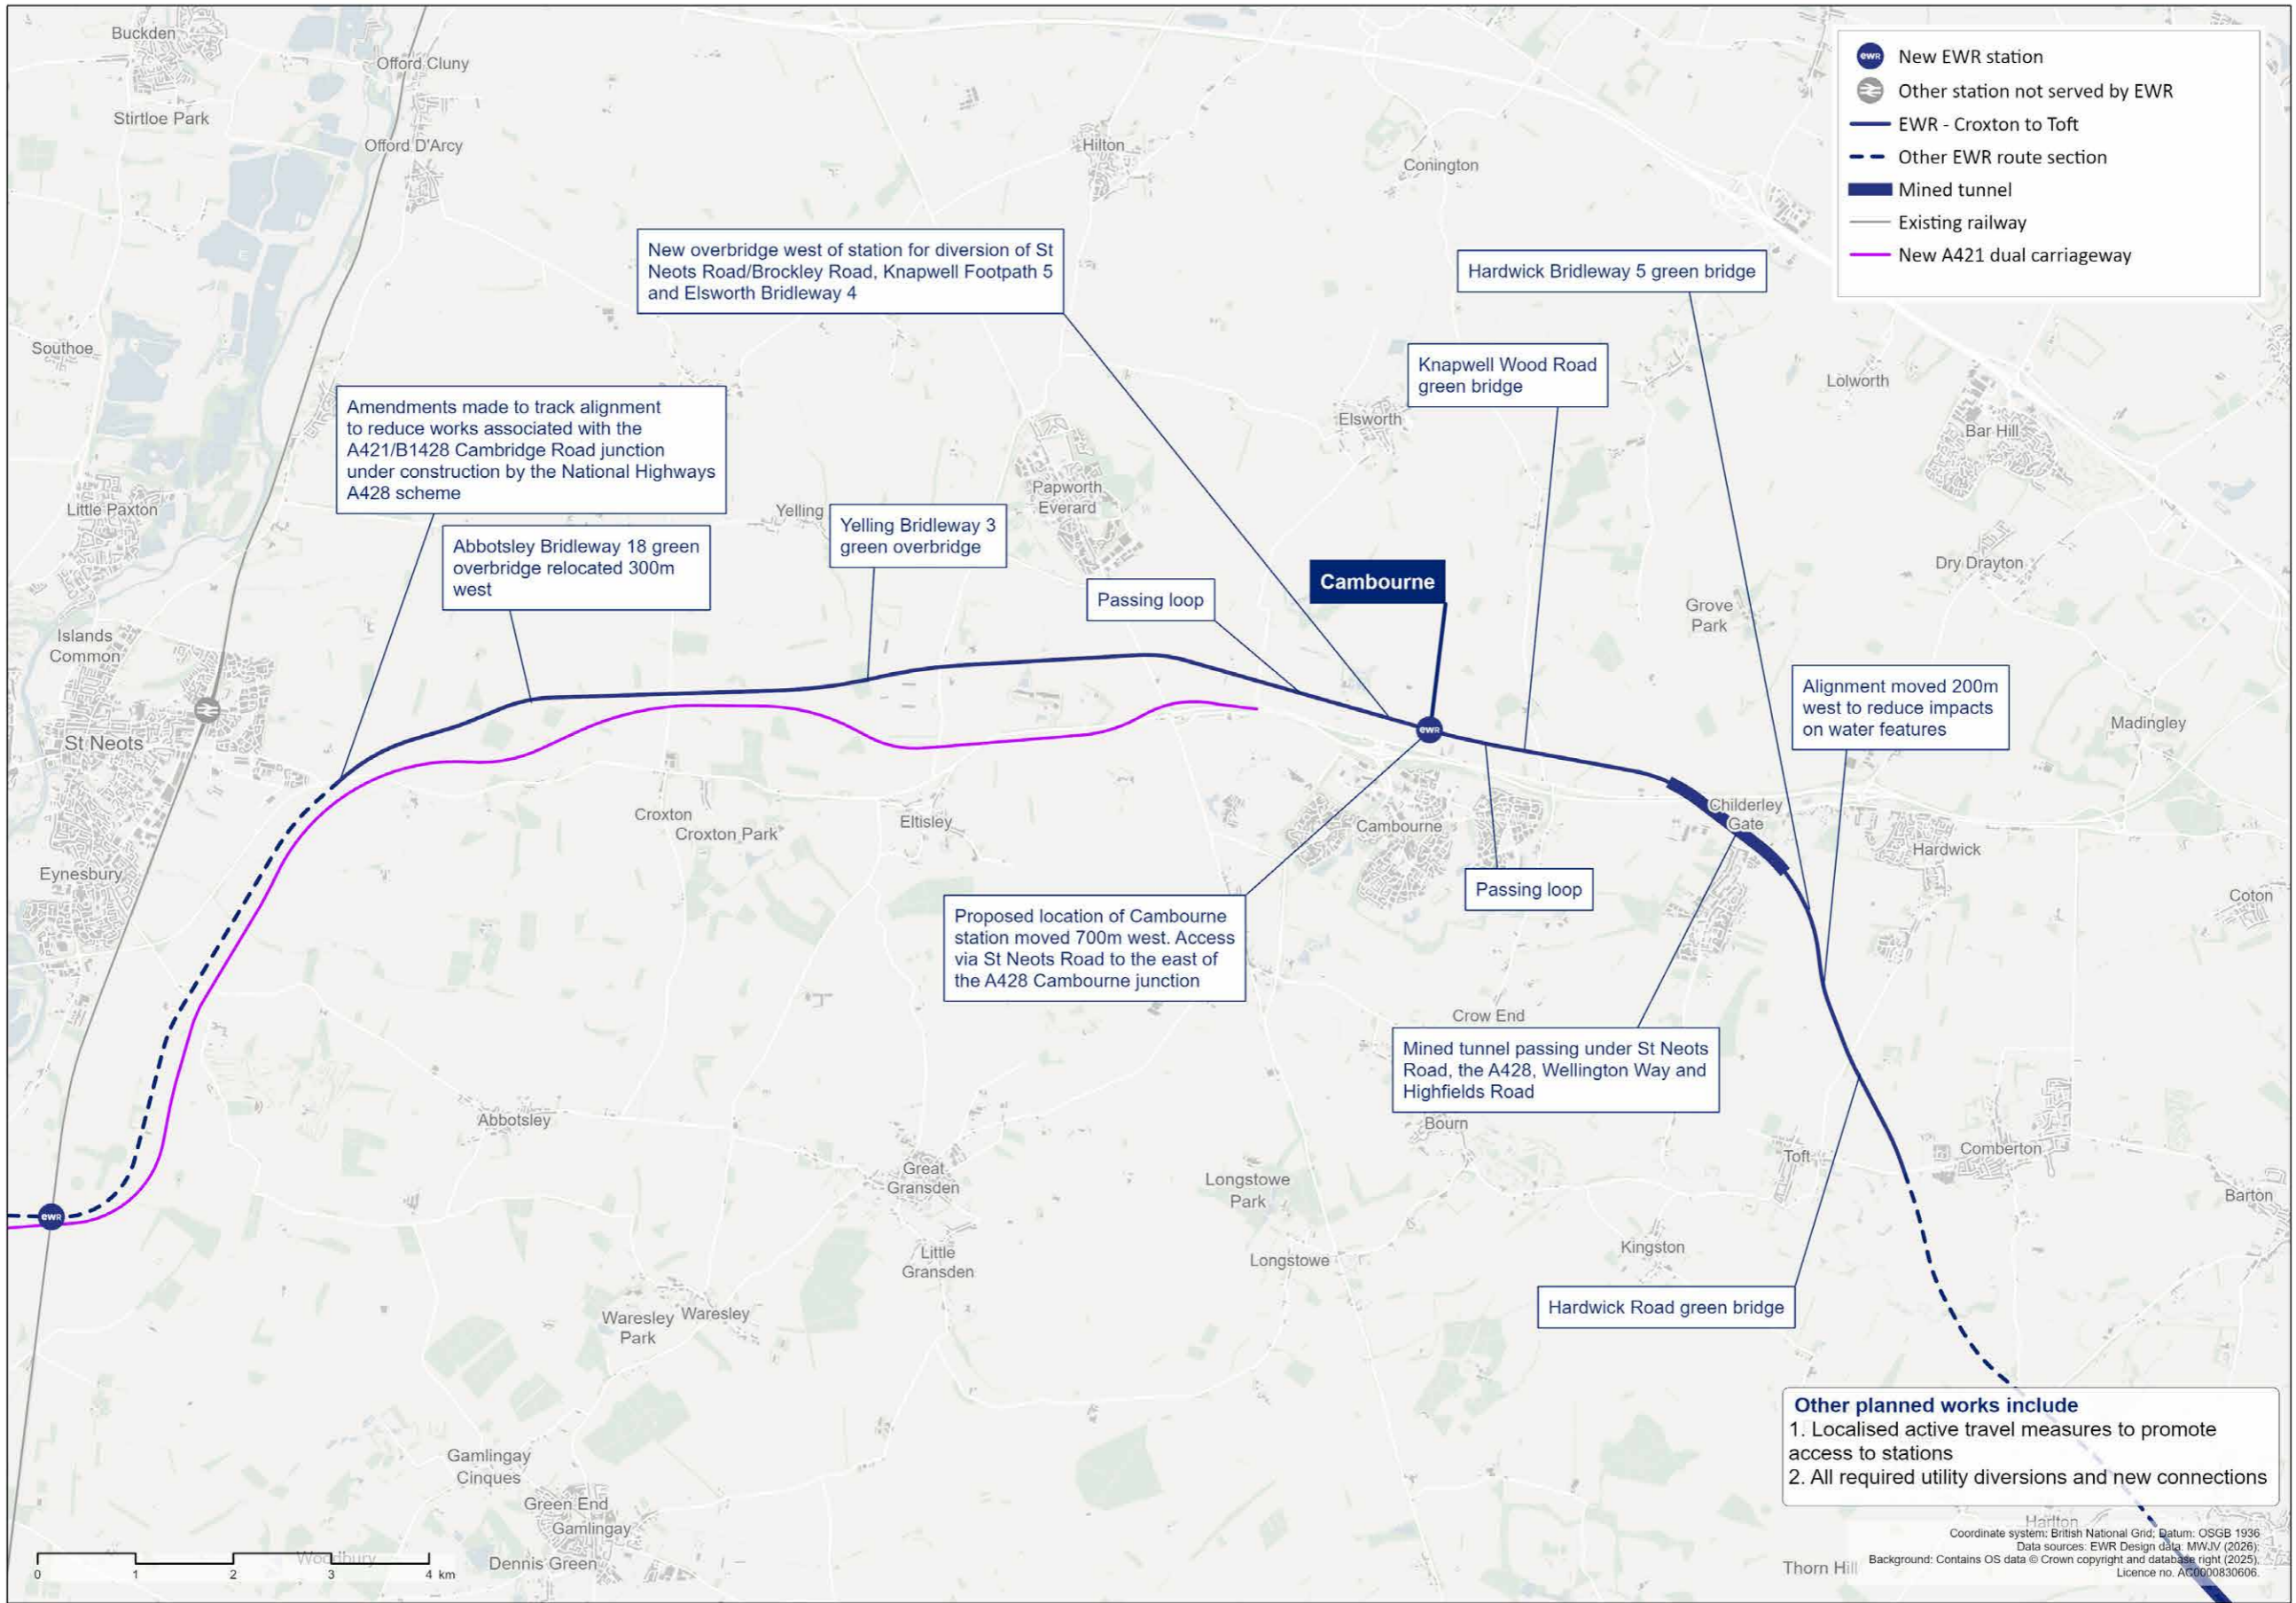 Buckden
Offord Cluny
Stirtloe Park
Offord D'Arcy
Hilton
Conington
ewr New EWR station
Other station not served by EWR
EWR - Croxton to Toft
Other EWR route section
Mined tunnel
Existing railway
New A421 dual carriageway
New overbridge west of station for diversion of St
Neots Road/Brockley Road, Knapwell Footpath 5
and Elsworth Bridleway 4
Hardwick Bridleway 5 green bridge
Southoe
Knapwell Wood Road
green bridge
Lolworth
Elsworth
Bar Hill
Amendments made to track alignment
to reduce works associated with the
A421/B1428 Cambridge Road junction
under construction by the National Highways
A428 scheme
Little Paxton
Papworth
Everard
Yelling
Yelling Bridleway 3
green overbridge
Abbotsley Bridleway 18 green
overbridge relocated 300m
west
Dry Drayton
Passing loop
Cambourne
Grove
Park
Islands
Common
Alignment moved 200m
west to reduce impacts
on water features
Madingley
St Neots
ewr
Croxton
Croxton Park
Eltisley
Cambourne
Childerley
Gate
Hardwick
Eynesbury
Passing loop
Coton
Proposed location of Cambourne
station moved 700m west. Access
via St Neots Road to the east of
the A428 Cambourne junction
Crow End
Mined tunnel passing under St Neots
Road, the A428, Wellington Way and
Highfields Road
Abbotsley
Bourn
Toft
Comberton
Great
Gransden
Longstowe
Park
Barton
ewr
Little
Gransden
Longstowe
Kingston
Waresley
Park
Waresley
Hardwick Road green bridge
Other planned works include
1. Localised active travel measures to promote
access to stations
2. All required utility diversions and new connections
Gamlingay
Cinques
Green End
Gamlingay
Dennis Green
Woodbury
0 1 2 3 4 km
Harlton
Thorn Hill
Coordinate system: British National Grid; Datum: OSGB 1936
Data sources: EWR Design data: MWJV (2026);
Background: Contains OS data © Crown copyright and database right (2025).
Licence no. AC0000830606.